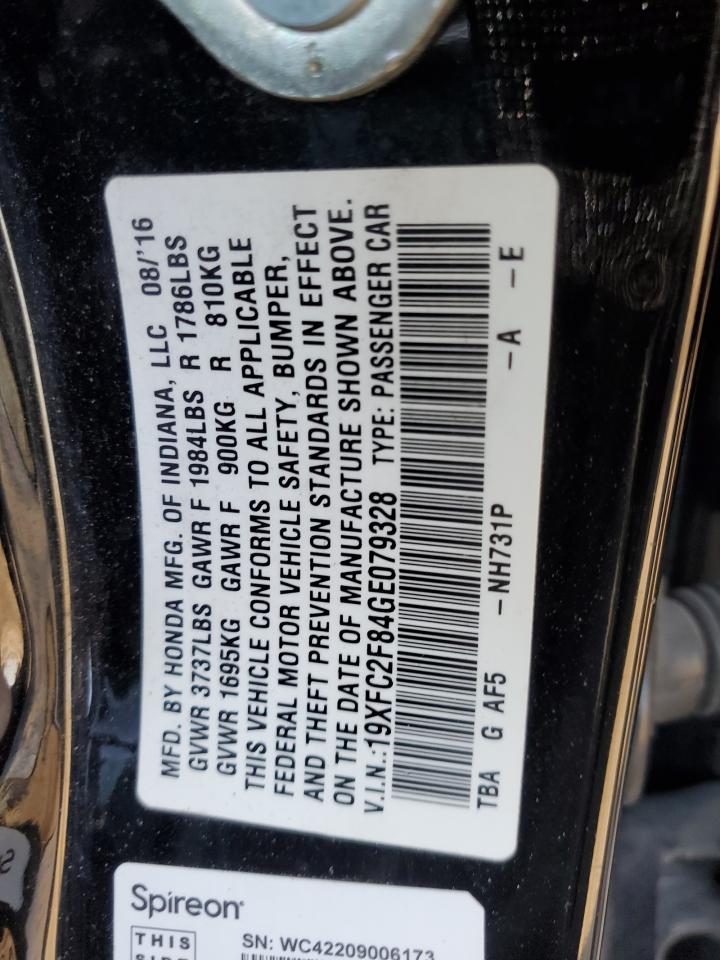 MFD. BY HONDA MFG. OF INDIANA, LLC 08/'16
GVWR 3737LBS GAWR F 1984LBS R 1786LBS
GVWR 1695KG GAWR F 900KG R 810KG
THIS VEHICLE CONFORMS TO ALL APPLICABLE
FEDERAL MOTOR VEHICLE SAFETY, BUMPER,
AND THEFT PREVENTION STANDARDS IN EFFECT
ON THE DATE OF MANUFACTURE SHOWN ABOVE.
V.I.N.:19XFC2F84GE079328 TYPE: PASSENGER CAR
TBA G AF5 -NH731P -A -E
Spireon
THIS
SIDE
SN: WC42209006173